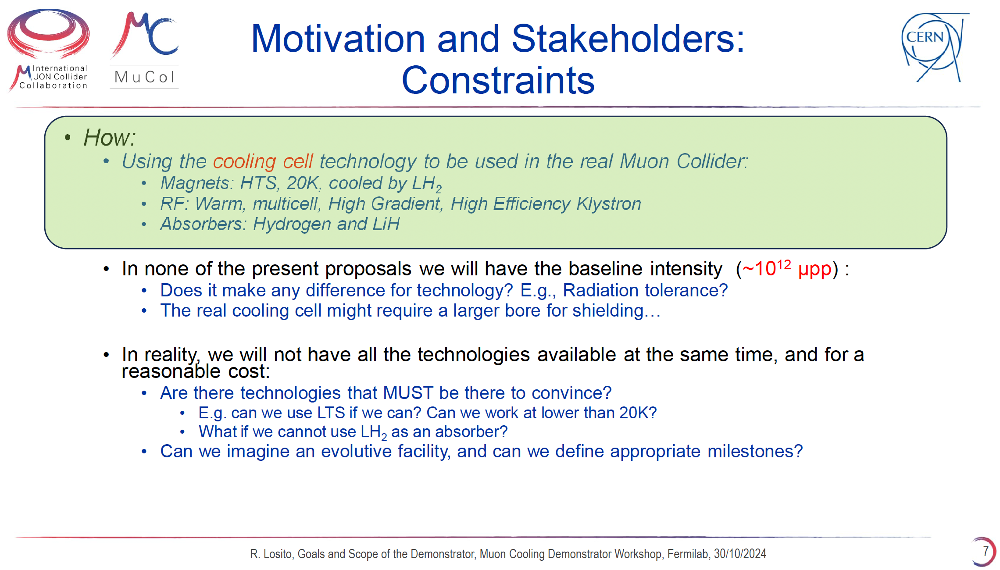 International
MUON Collider
Collaboration
MuCol
Motivation and Stakeholders:
Constraints
CERN
• How:
• Using the cooling cell technology to be used in the real Muon Collider:
• Magnets: HTS, 20K, cooled by LH₂
• RF: Warm, multicell, High Gradient, High Efficiency Klystron
• Absorbers: Hydrogen and LiH
• In none of the present proposals we will have the baseline intensity (~10¹² µpp) :
• Does it make any difference for technology? E.g., Radiation tolerance?
• The real cooling cell might require a larger bore for shielding…
• In reality, we will not have all the technologies available at the same time, and for a
reasonable cost:
• Are there technologies that MUST be there to convince?
• E.g. can we use LTS if we can? Can we work at lower than 20K?
• What if we cannot use LH₂ as an absorber?
• Can we imagine an evolutive facility, and can we define appropriate milestones?
R. Losito, Goals and Scope of the Demonstrator, Muon Cooling Demonstrator Workshop, Fermilab, 30/10/2024
7